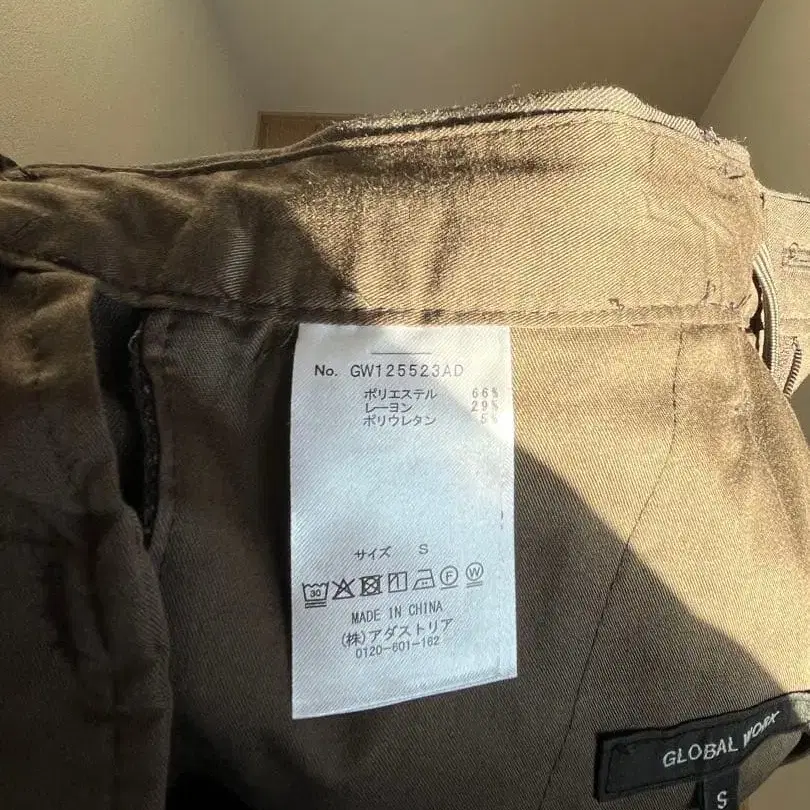 No. GW125523AD
ポリエステル 66%
レーヨン 29%
ポリウレタン 5%
サイズ S
30
F
W
MADE IN CHINA
(株)アダストリア
0120-601-162
GLOBAL WORK
S